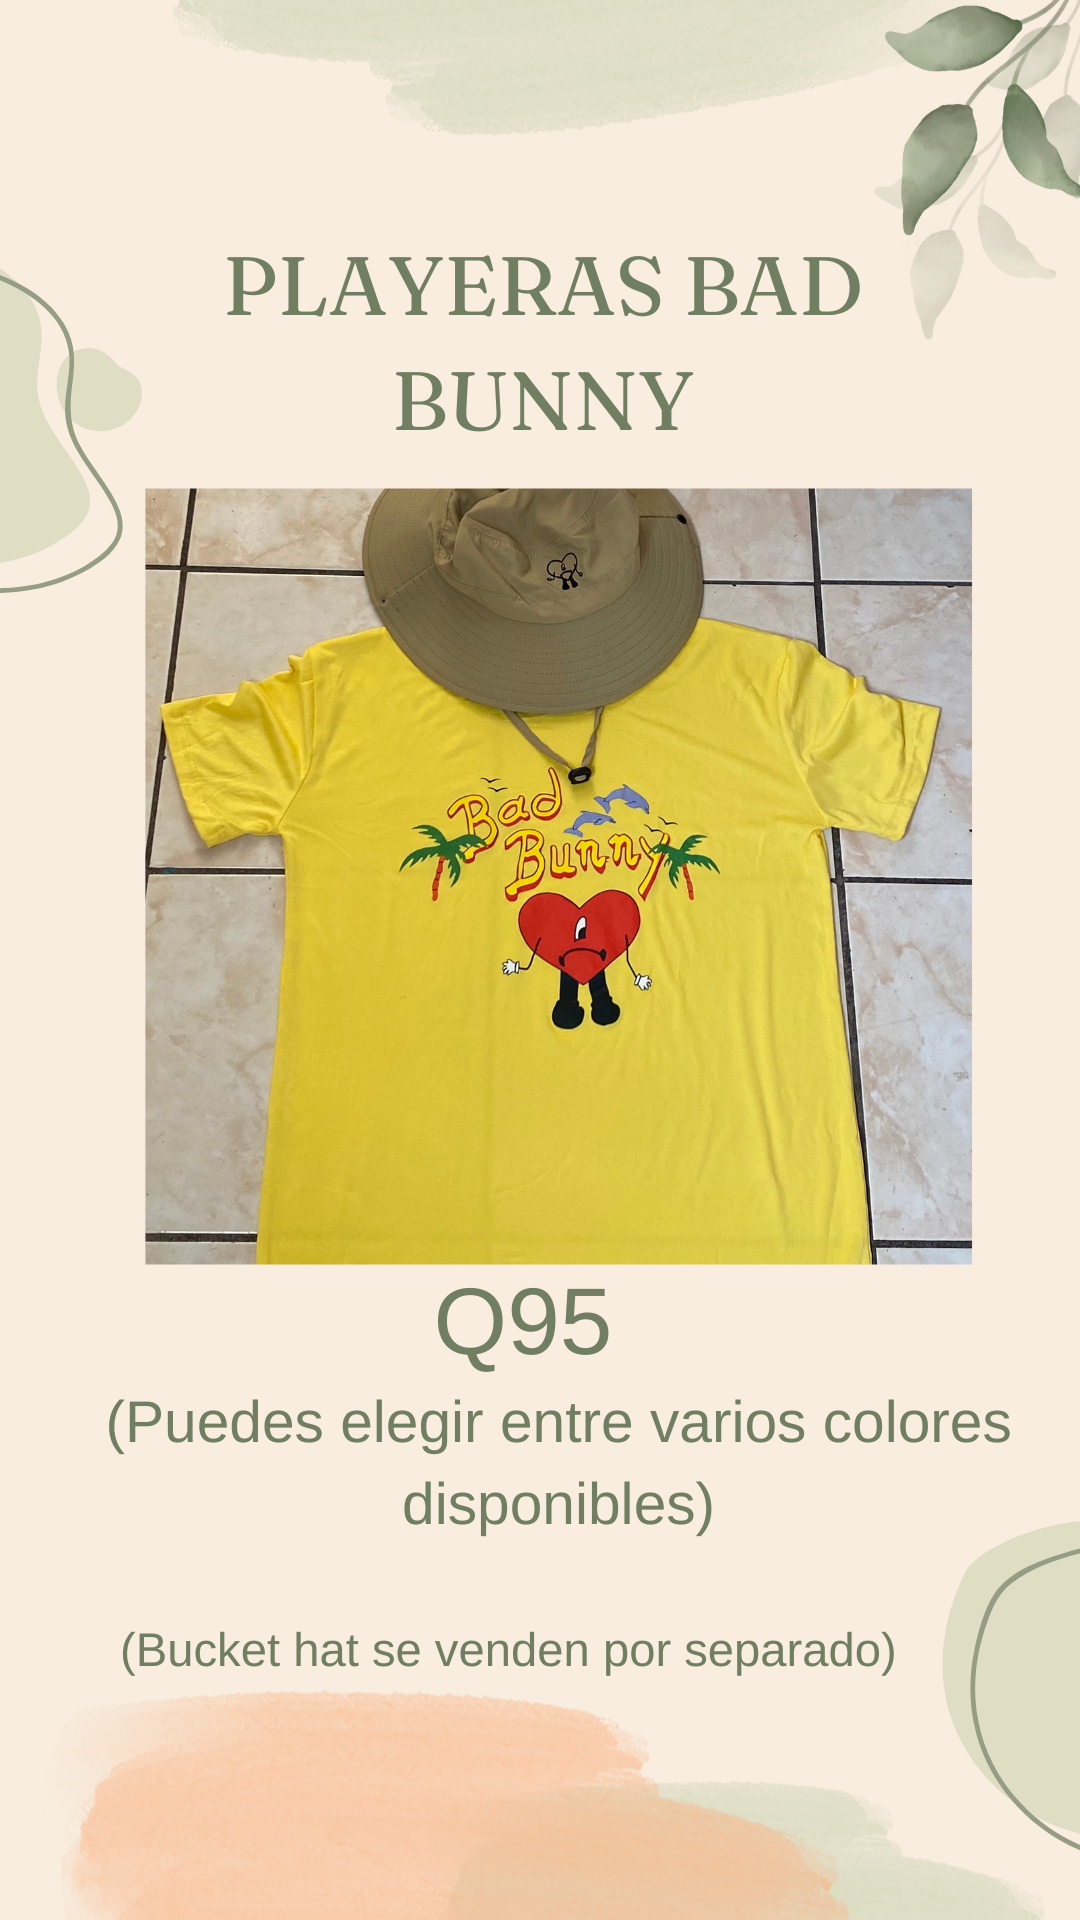 PLAYERAS BAD
BUNNY
Bad
Bunny
Q95
(Puedes elegir entre varios colores
disponibles)
(Bucket hat se venden por separado)